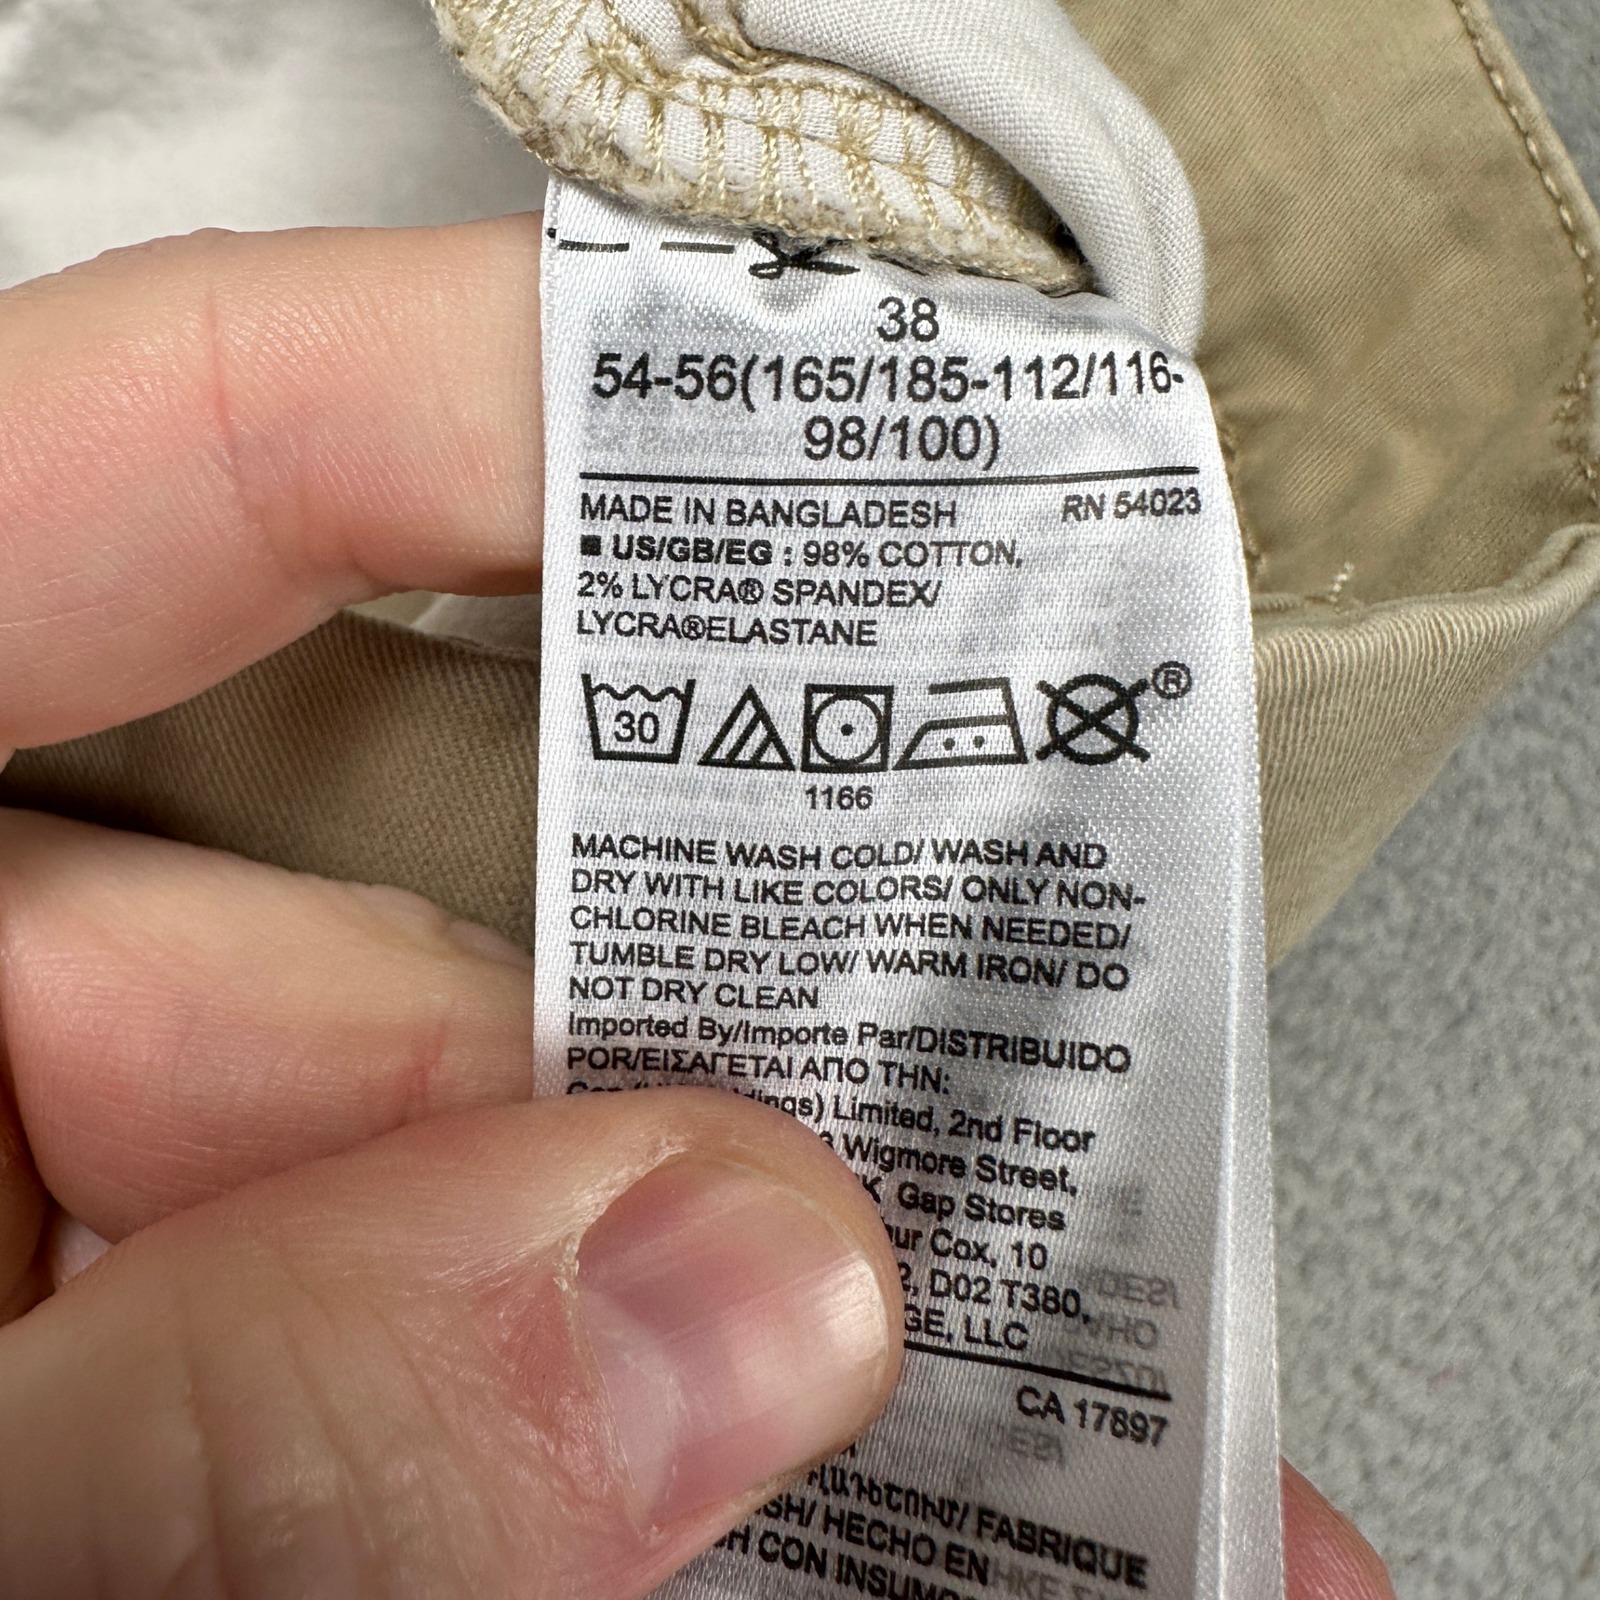 38
54-56(165/185-112/116-
98/100)
MADE IN BANGLADESH RN 54023
■ US/GB/EG : 98% COTTON,
2% LYCRA® SPANDEX/
LYCRA®ELASTANE
30
®
1166
MACHINE WASH COLD/ WASH AND
DRY WITH LIKE COLORS/ ONLY NON-
CHLORINE BLEACH WHEN NEEDED/
TUMBLE DRY LOW/ WARM IRON/ DO
NOT DRY CLEAN
Imported By/Importe Par/DISTRIBUIDO
POR/ΕΙΣΑΓΕΤΑΙ ΑΠΟ ΤΗΝ:
Limited, 2nd Floor
Wigmore Street,
Gap Stores
Cox, 10
D02 T380,
LLC
CA 17897
FABRIQUE
HECHO EN
CON